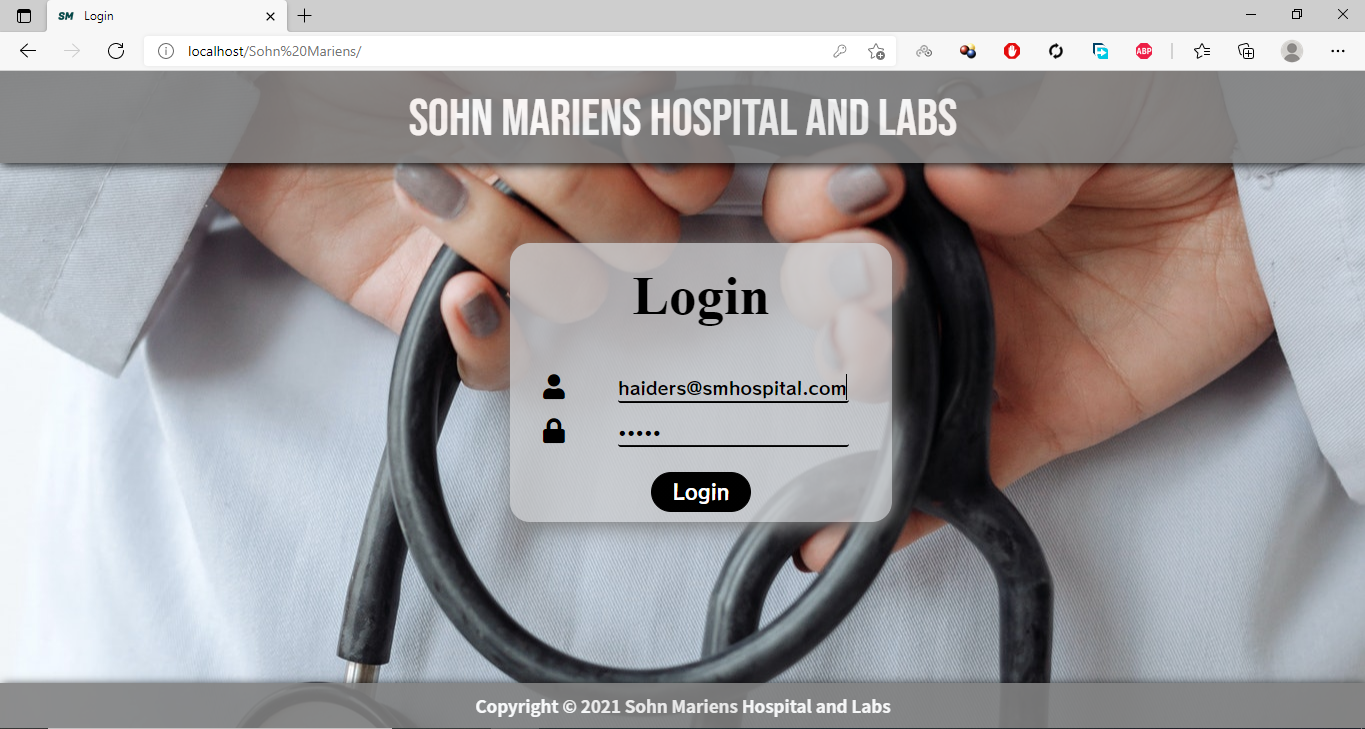 SM Login
localhost/Sohn%20Mariens/
ABP
SOHN MARIENS HOSPITAL AND LABS
Login
haiders@smhospital.com
•••••
Login
Copyright © 2021 Sohn Mariens Hospital and Labs